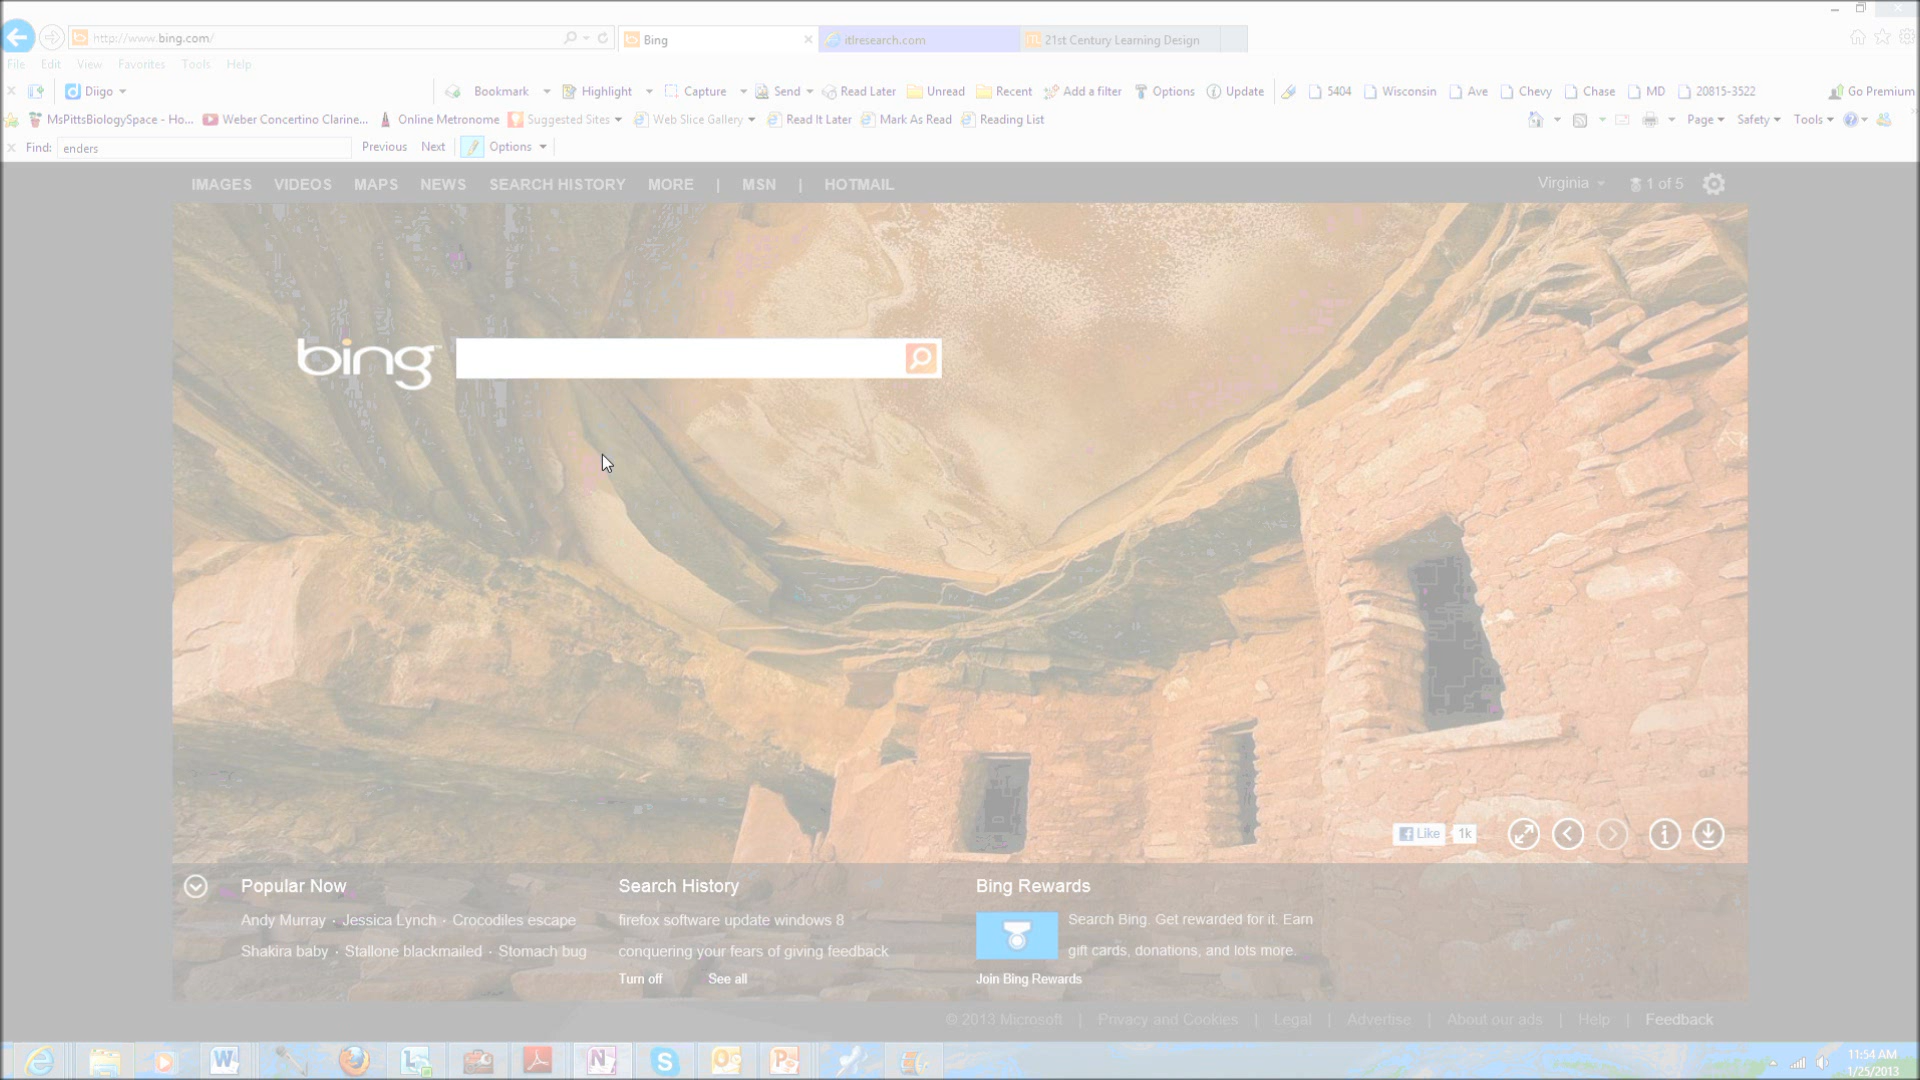 http://www.bing.com/
Bing
itlresearch.com
21st Century Learning Design
File Edit View Favorites Tools Help
Diigo
Bookmark Highlight Capture Send Read Later Unread Recent Add a filter Options Update 5404 Wisconsin Ave Chevy Chase MD 20815-3522 Go Premium
MsPittsBiologySpace - Ho... Weber Concertino Clarine... Online Metronome Suggested Sites Web Slice Gallery Read It Later Mark As Read Reading List Page Safety Tools
Find: enders Previous Next Options
IMAGES VIDEOS MAPS NEWS SEARCH HISTORY MORE | MSN | HOTMAIL Virginia 1 of 5
bing
Like 1k
Popular Now Search History Bing Rewards
Andy Murray · Jessica Lynch · Crocodiles escape firefox software update windows 8 Search Bing. Get rewarded for it. Earn
Shakira baby · Stallone blackmailed · Stomach bug conquering your fears of giving feedback gift cards, donations, and lots more.
Turn off See all Join Bing Rewards
© 2013 Microsoft | Privacy and Cookies | Legal | Advertise | About our ads | Help | Feedback
11:54 AM
1/25/2013